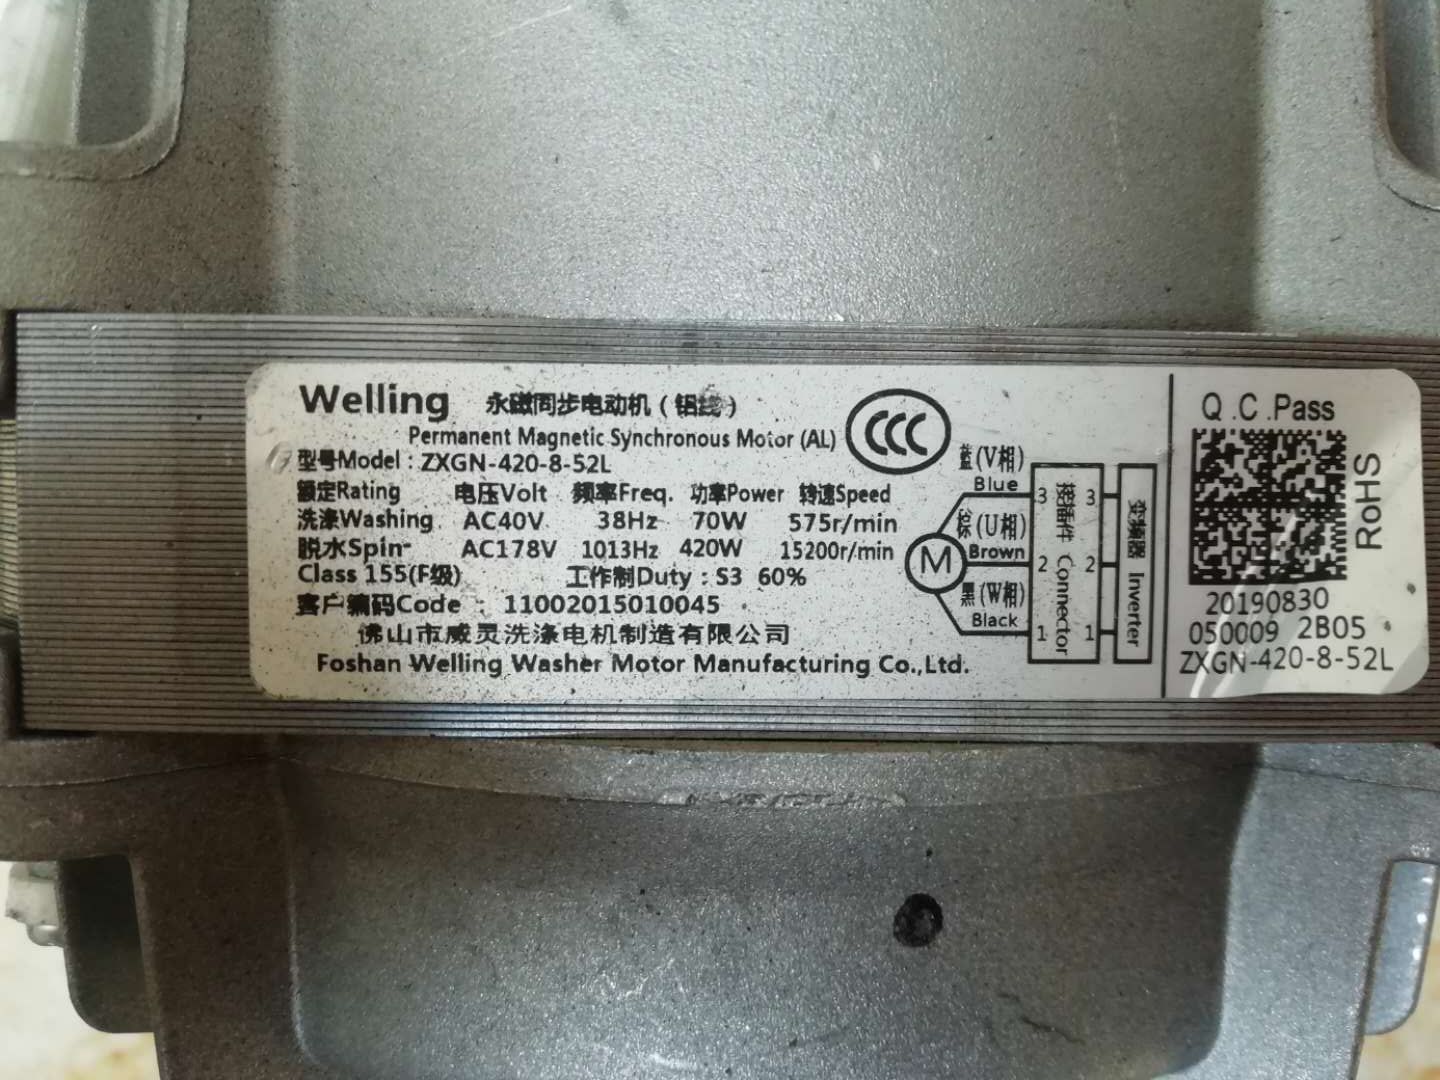 Welling 永磁同步电动机（铝线）
Permanent Magnetic Synchronous Motor (AL)
型号Model：ZXGN-420-8-52L
额定Rating 电压Volt 频率Freq. 功率Power 转速Speed
洗涤Washing AC40V 38Hz 70W 575r/min
脱水Spin AC178V 1013Hz 420W 15200r/min
Class 155(F级) 工作制Duty：S3 60%
客户编码Code：11002015010045
佛山市威灵洗涤电机制造有限公司
Foshan Welling Washer Motor Manufacturing Co.,Ltd.
CCC
M
蓝(V相)
Blue
棕(U相)
Brown
黑(W相)
Black
3 3
2 2
1 1
接插件 Connector
变频器 Inverter
Q.C.Pass
RoHS
20190830
050009 2B05
ZXGN-420-8-52L